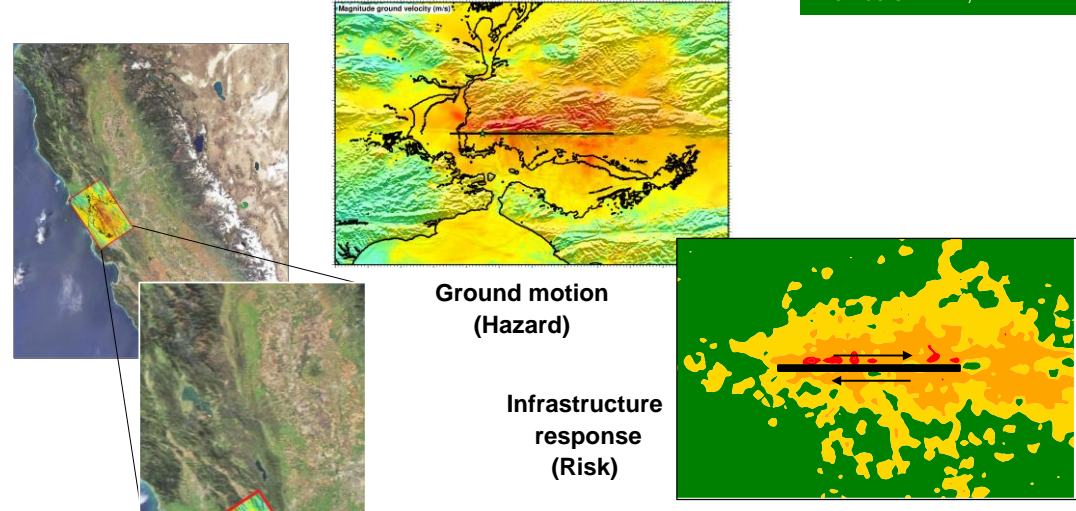 Magnitude ground velocity (m/s)
Ground motion
(Hazard)
Infrastructure
response
(Risk)